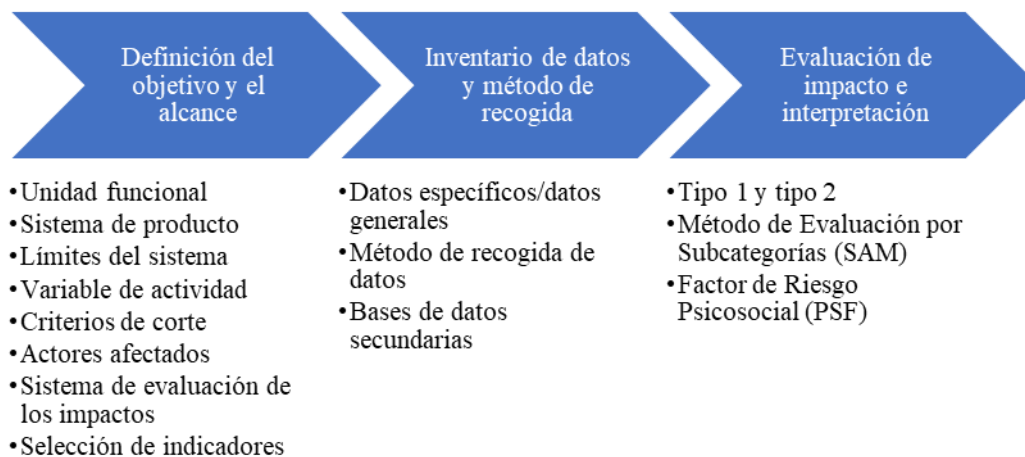 Definición del
objetivo y el
alcance
Inventario de datos
y método de
recogida
Evaluación de
impacto e
interpretación
•Unidad funcional
•Sistema de producto
•Límites del sistema
•Variable de actividad
•Criterios de corte
•Actores afectados
•Sistema de evaluación de
los impactos
•Selección de indicadores
•Datos específicos/datos
generales
•Método de recogida de
datos
•Bases de datos
secundarias
•Tipo 1 y tipo 2
•Método de Evaluación por
Subcategorías (SAM)
•Factor de Riesgo
Psicosocial (PSF)